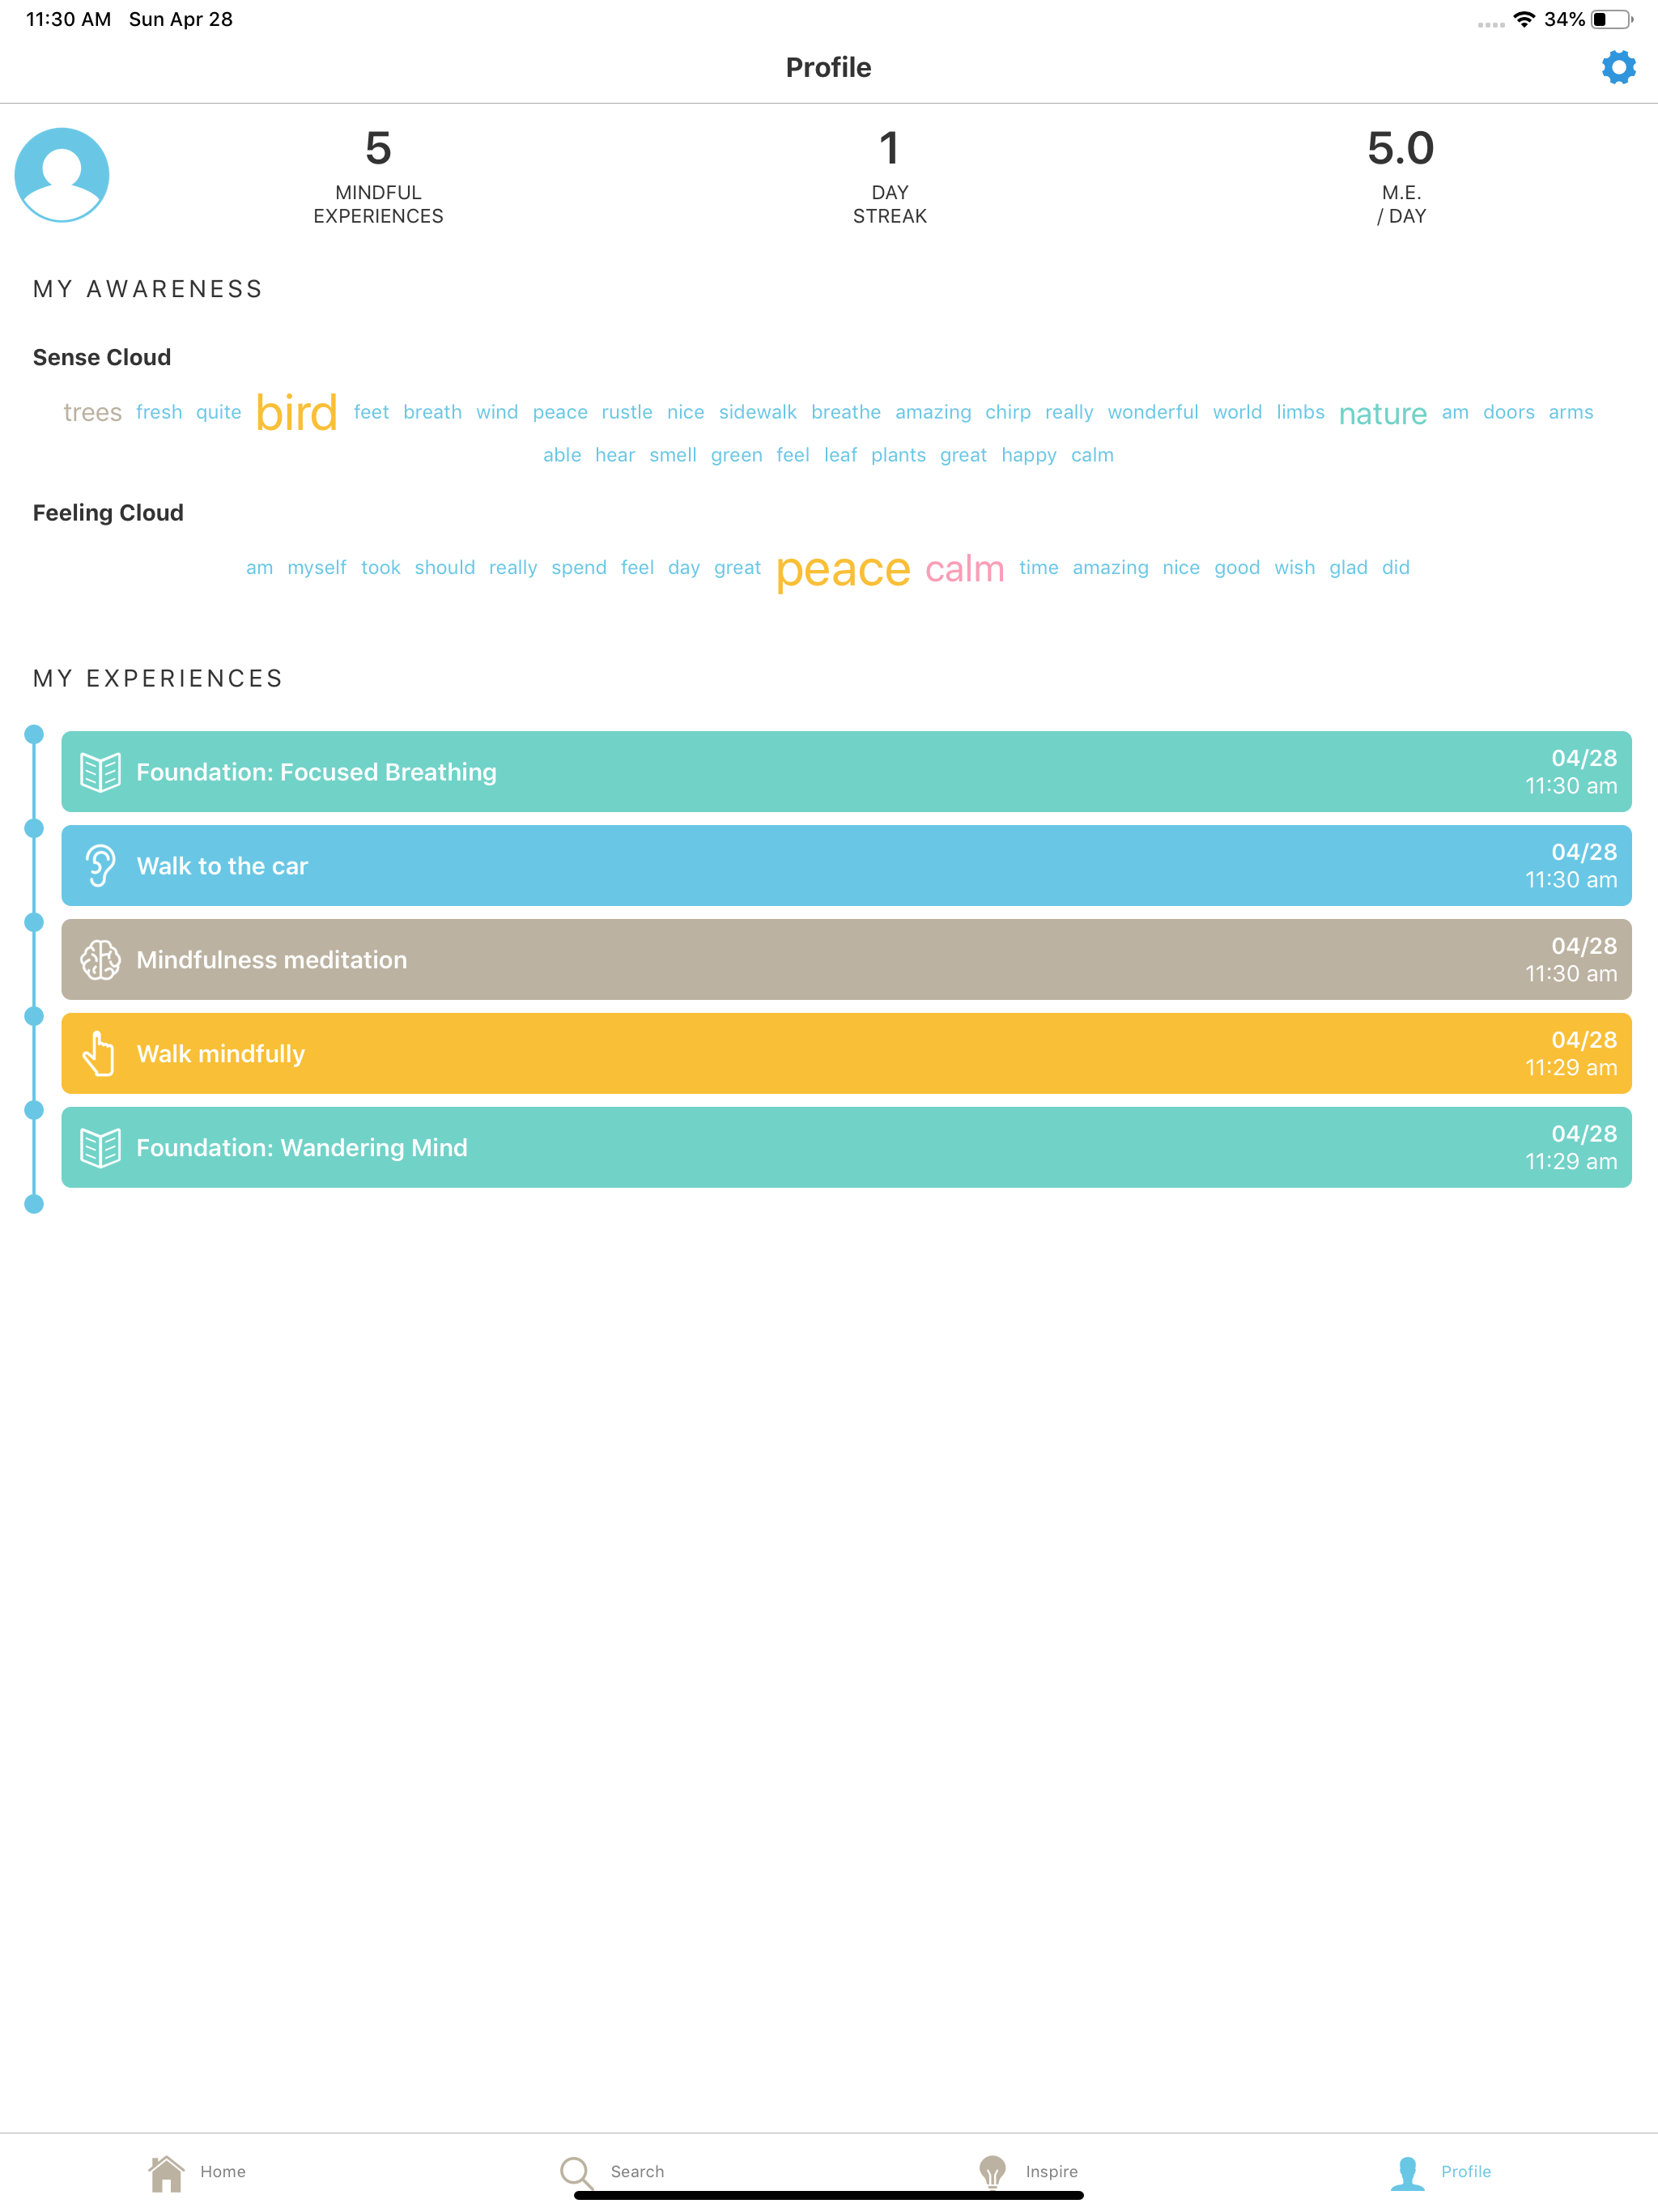 11:30 AM Sun Apr 28
34%
Profile
5
MINDFUL
EXPERIENCES
1
DAY
STREAK
5.0
M.E.
/ DAY
MY AWARENESS
Sense Cloud
trees fresh quite bird feet breath wind peace rustle nice sidewalk breathe amazing chirp really wonderful world limbs nature am doors arms
able hear smell green feel leaf plants great happy calm
Feeling Cloud
am myself took should really spend feel day great peace calm time amazing nice good wish glad did
MY EXPERIENCES
Foundation: Focused Breathing
04/28
11:30 am
Walk to the car
04/28
11:30 am
Mindfulness meditation
04/28
11:30 am
Walk mindfully
04/28
11:29 am
Foundation: Wandering Mind
04/28
11:29 am
Home Search Inspire Profile